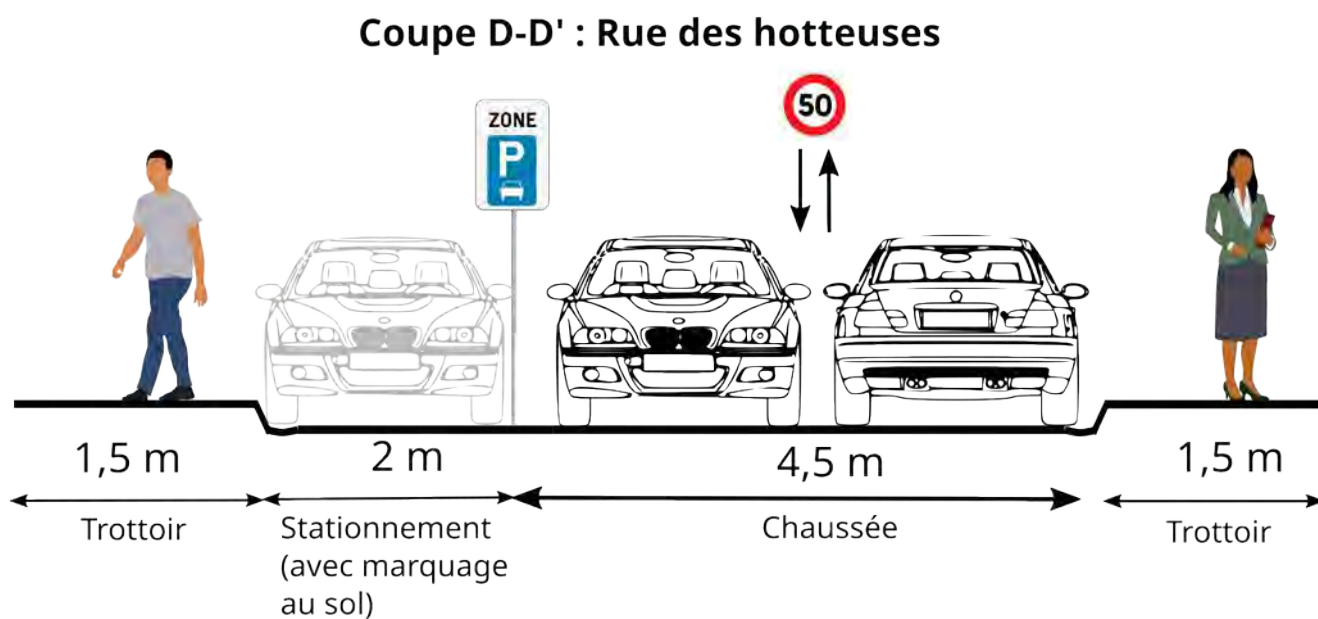 Coupe D-D' : Rue des hotteuses
50
ZONE
P
1,5 m
2 m
4,5 m
1,5 m
Trottoir
Stationnement
(avec marquage
au sol)
Chaussée
Trottoir